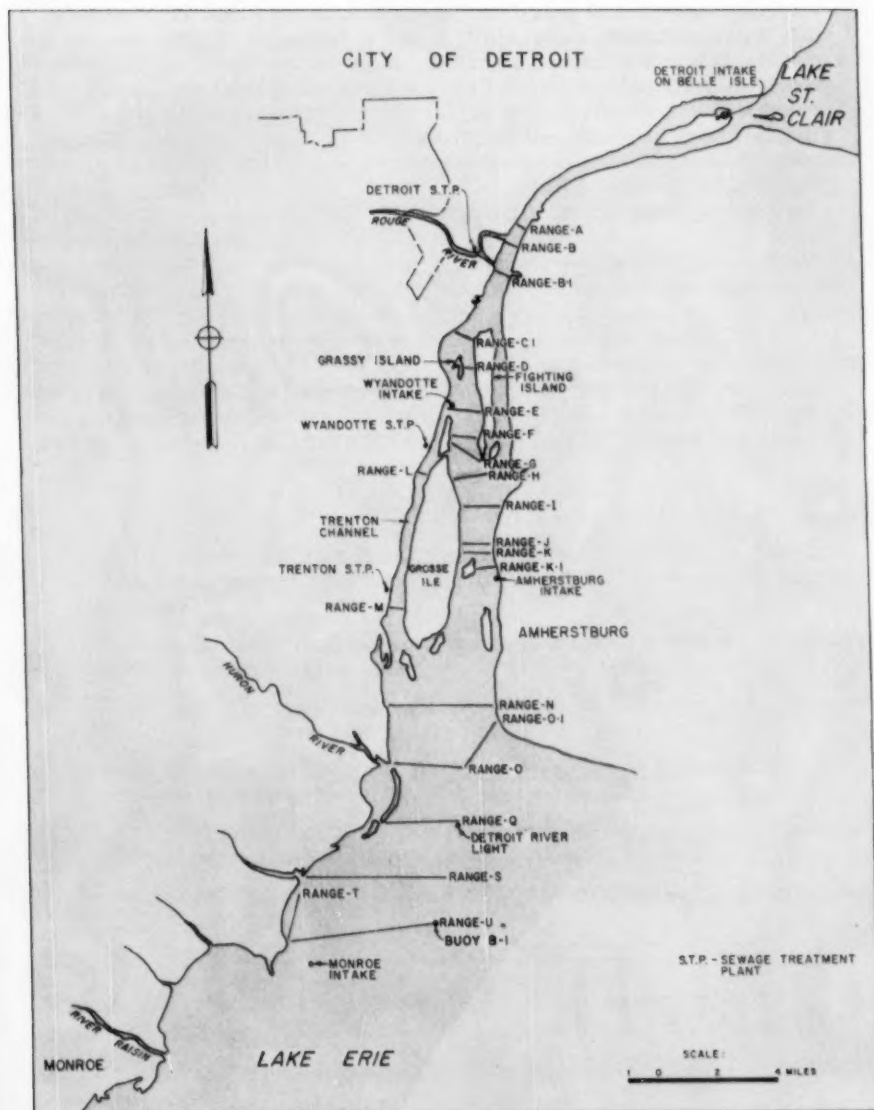 CITY OF DETROIT
DETROIT INTAKE
ON BELLE ISLE
LAKE
ST.
CLAIR
DETROIT S.T.P.
ROUGE
RIVER
RANGE-A
RANGE-B
RANGE-B-1
RANGE-C1
GRASSY ISLAND
RANGE-D
FIGHTING
ISLAND
WYANDOTTE
INTAKE
RANGE-E
WYANDOTTE S.T.P.
RANGE-F
RANGE-G
RANGE-L
RANGE-H
RANGE-I
TRENTON
CHANNEL
RANGE-J
RANGE-K
TRENTON S.T.P.
GROSSE
ILE
RANGE-K-1
AMHERSTBURG
INTAKE
RANGE-M
AMHERSTBURG
HURON
RIVER
RANGE-N
RANGE-O-1
RANGE-O
RANGE-Q
DETROIT RIVER
LIGHT
RANGE-S
RANGE-T
RANGE-U
BUOY B-1
MONROE
INTAKE
S.T.P.-SEWAGE TREATMENT
PLANT
RIVER
RAISIN
MONROE
LAKE ERIE
SCALE:
1 0 2 4 MILES